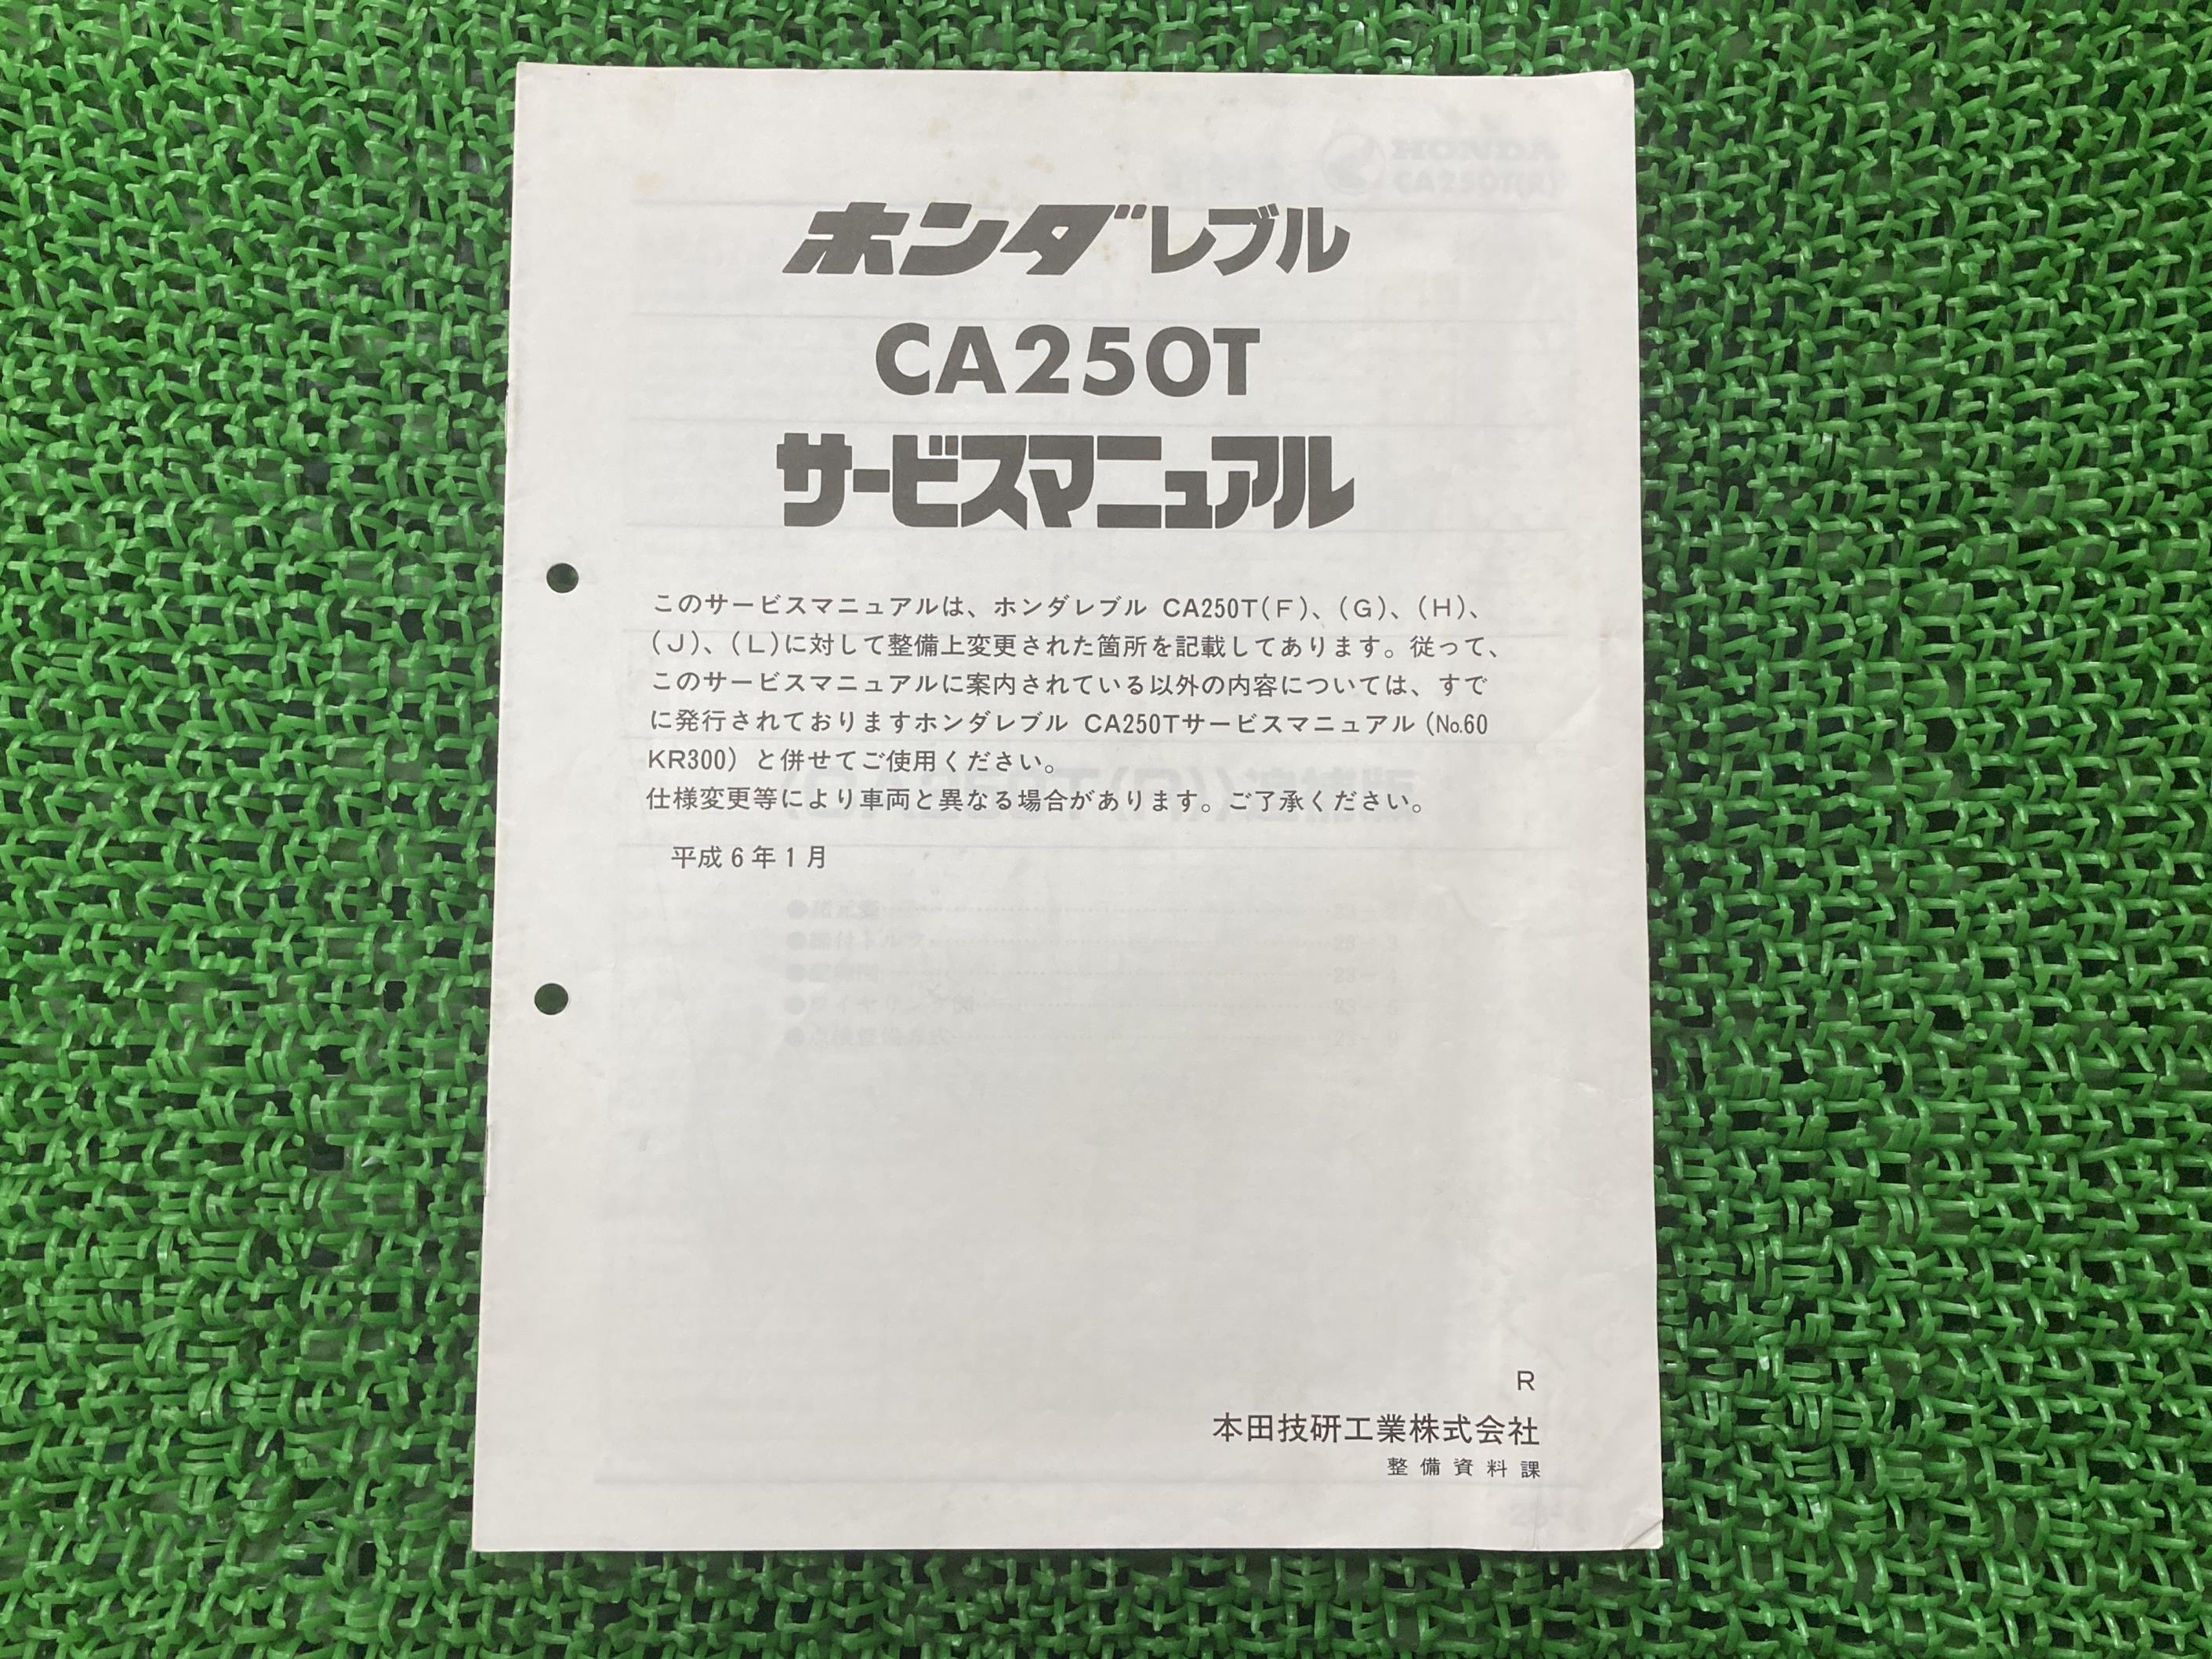 ホンダレブル
CA250T
サービスマニュアル
このサービスマニュアルは、ホンダレブル CA250T(F)、(G)、(H)、
(J)、(L)に対して整備上変更された箇所を記載してあります。従って、
このサービスマニュアルに案内されている以外の内容については、すで
に発行されておりますホンダレブル CA250Tサービスマニュアル (No.60
KR300) と併せてご使用ください。
仕様変更等により車両と異なる場合があります。ご了承ください。
平成6年1月
R
本田技研工業株式会社
整備資料課